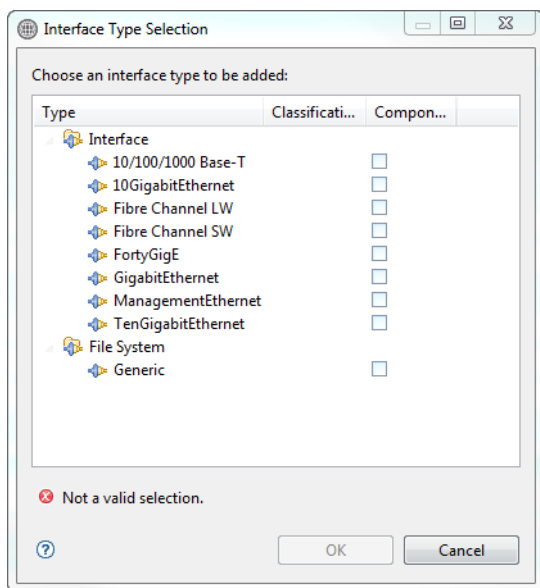 Interface Type Selection
Choose an interface type to be added:
Type Classificati... Compon...
Interface
10/100/1000 Base-T
10GigabitEthernet
Fibre Channel LW
Fibre Channel SW
FortyGigE
GigabitEthernet
ManagementEthernet
TenGigabitEthernet
File System
Generic
Not a valid selection.
? OK Cancel